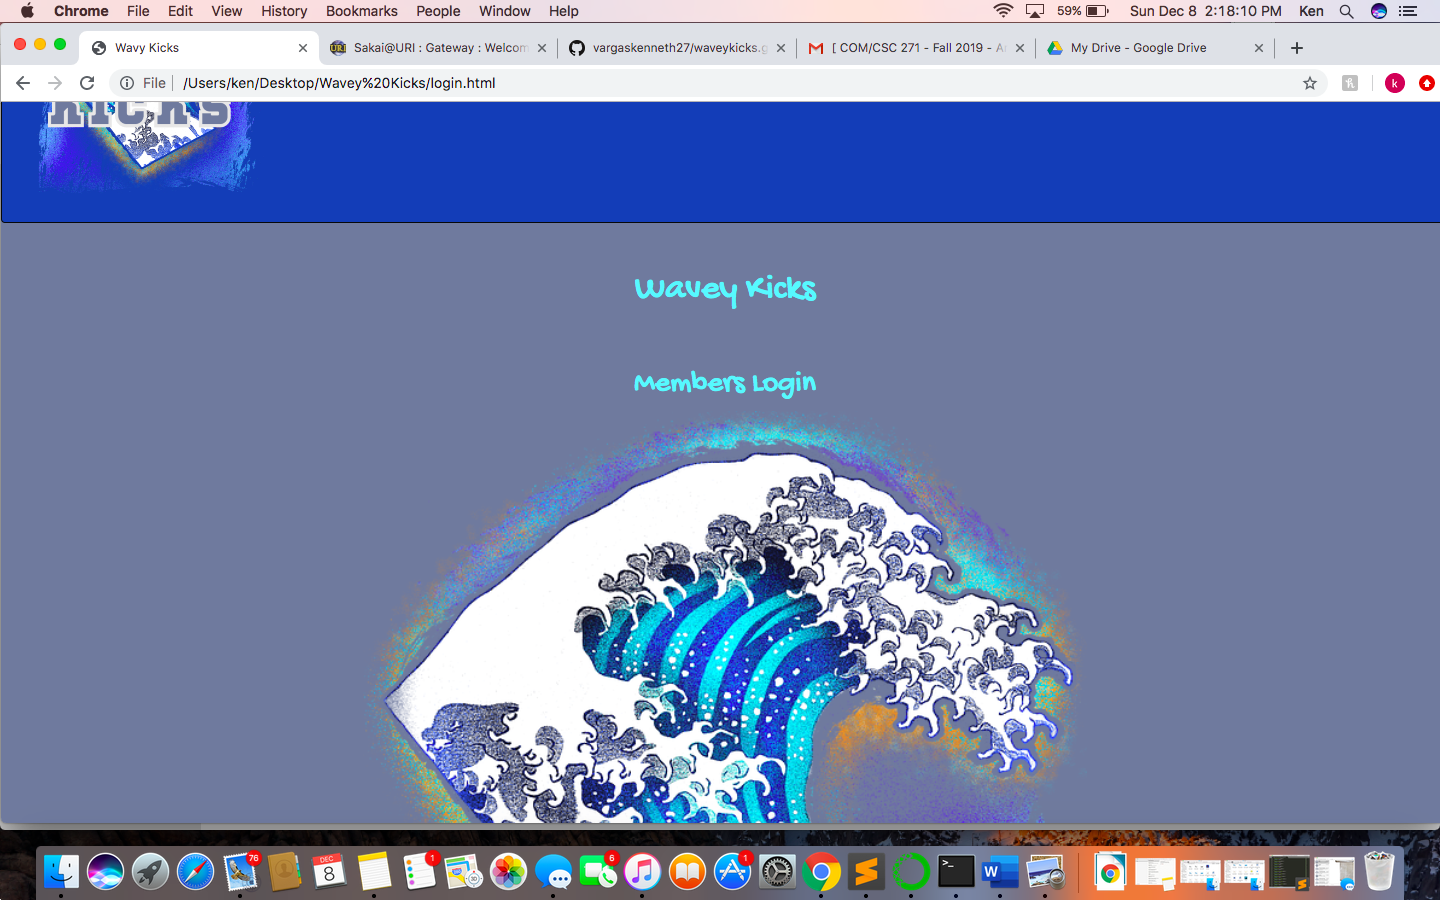 Chrome File Edit View History Bookmarks People Window Help 59% Sun Dec 8 2:18:10 PM Ken
Wavy Kicks Sakai@URI : Gateway : Welcom vargaskenneth27/waveykicks.g [ COM/CSC 271 - Fall 2019 - A My Drive - Google Drive
File /Users/ken/Desktop/Wavey%20Kicks/login.html k
KICKS
Wavey Kicks
Members Login
76 DEC 8 1 6 1 >_ W